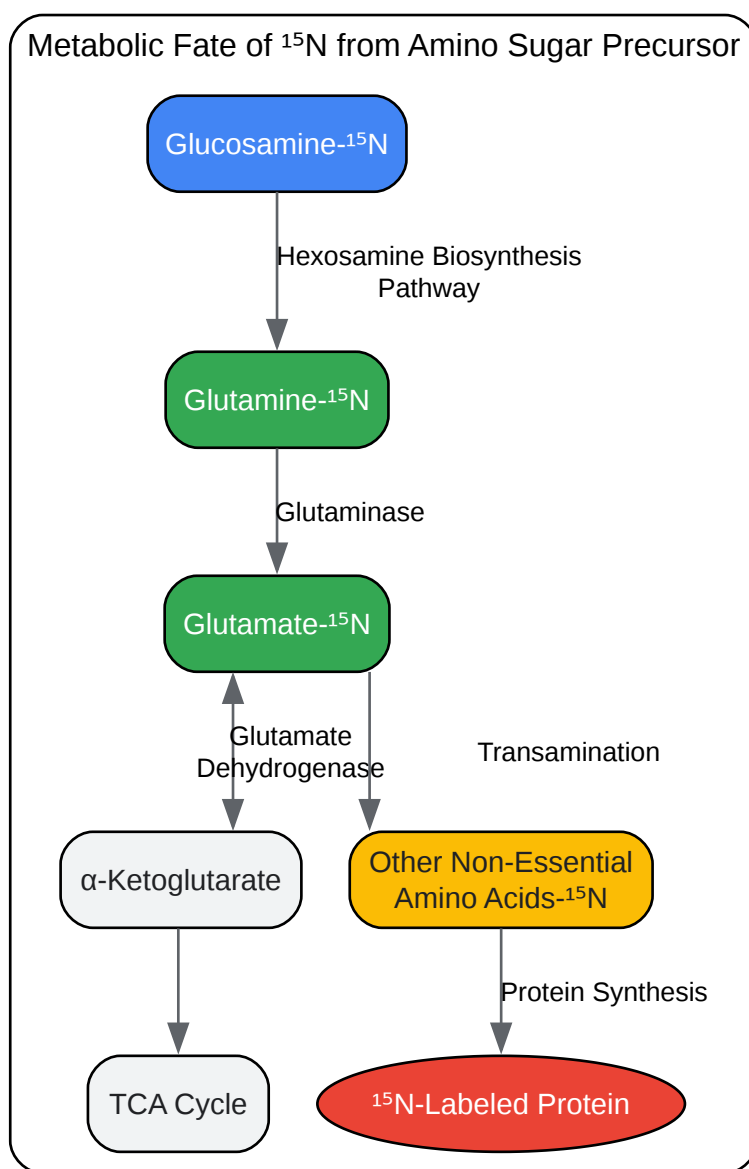 Metabolic Fate of ¹⁵N from Amino Sugar Precursor
Glucosamine-¹⁵N
Hexosamine Biosynthesis
Pathway
Glutamine-¹⁵N
Glutaminase
Glutamate-¹⁵N
Glutamate
Dehydrogenase
Transamination
α-Ketoglutarate
Other Non-Essential
Amino Acids-¹⁵N
Protein Synthesis
TCA Cycle
¹⁵N-Labeled Protein